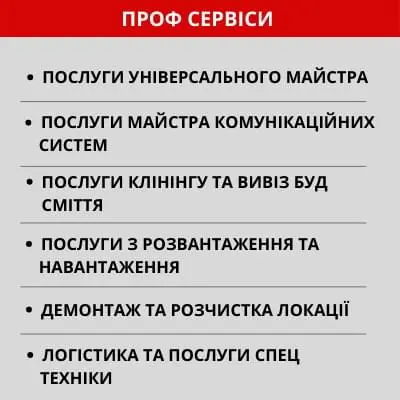 ПРОФ СЕРВІСИ
• ПОСЛУГИ УНІВЕРСАЛЬНОГО МАЙСТРА
• ПОСЛУГИ МАЙСТРА КОМУНІКАЦІЙНИХ
СИСТЕМ
• ПОСЛУГИ КЛІНІНГУ ТА ВИВІЗ БУД
СМІТТЯ
• ПОСЛУГИ З РОЗВАНТАЖЕННЯ ТА
НАВАНТАЖЕННЯ
• ДЕМОНТАЖ ТА РОЗЧИСТКА ЛОКАЦІЇ
• ЛОГІСТИКА ТА ПОСЛУГИ СПЕЦ
ТЕХНІКИ